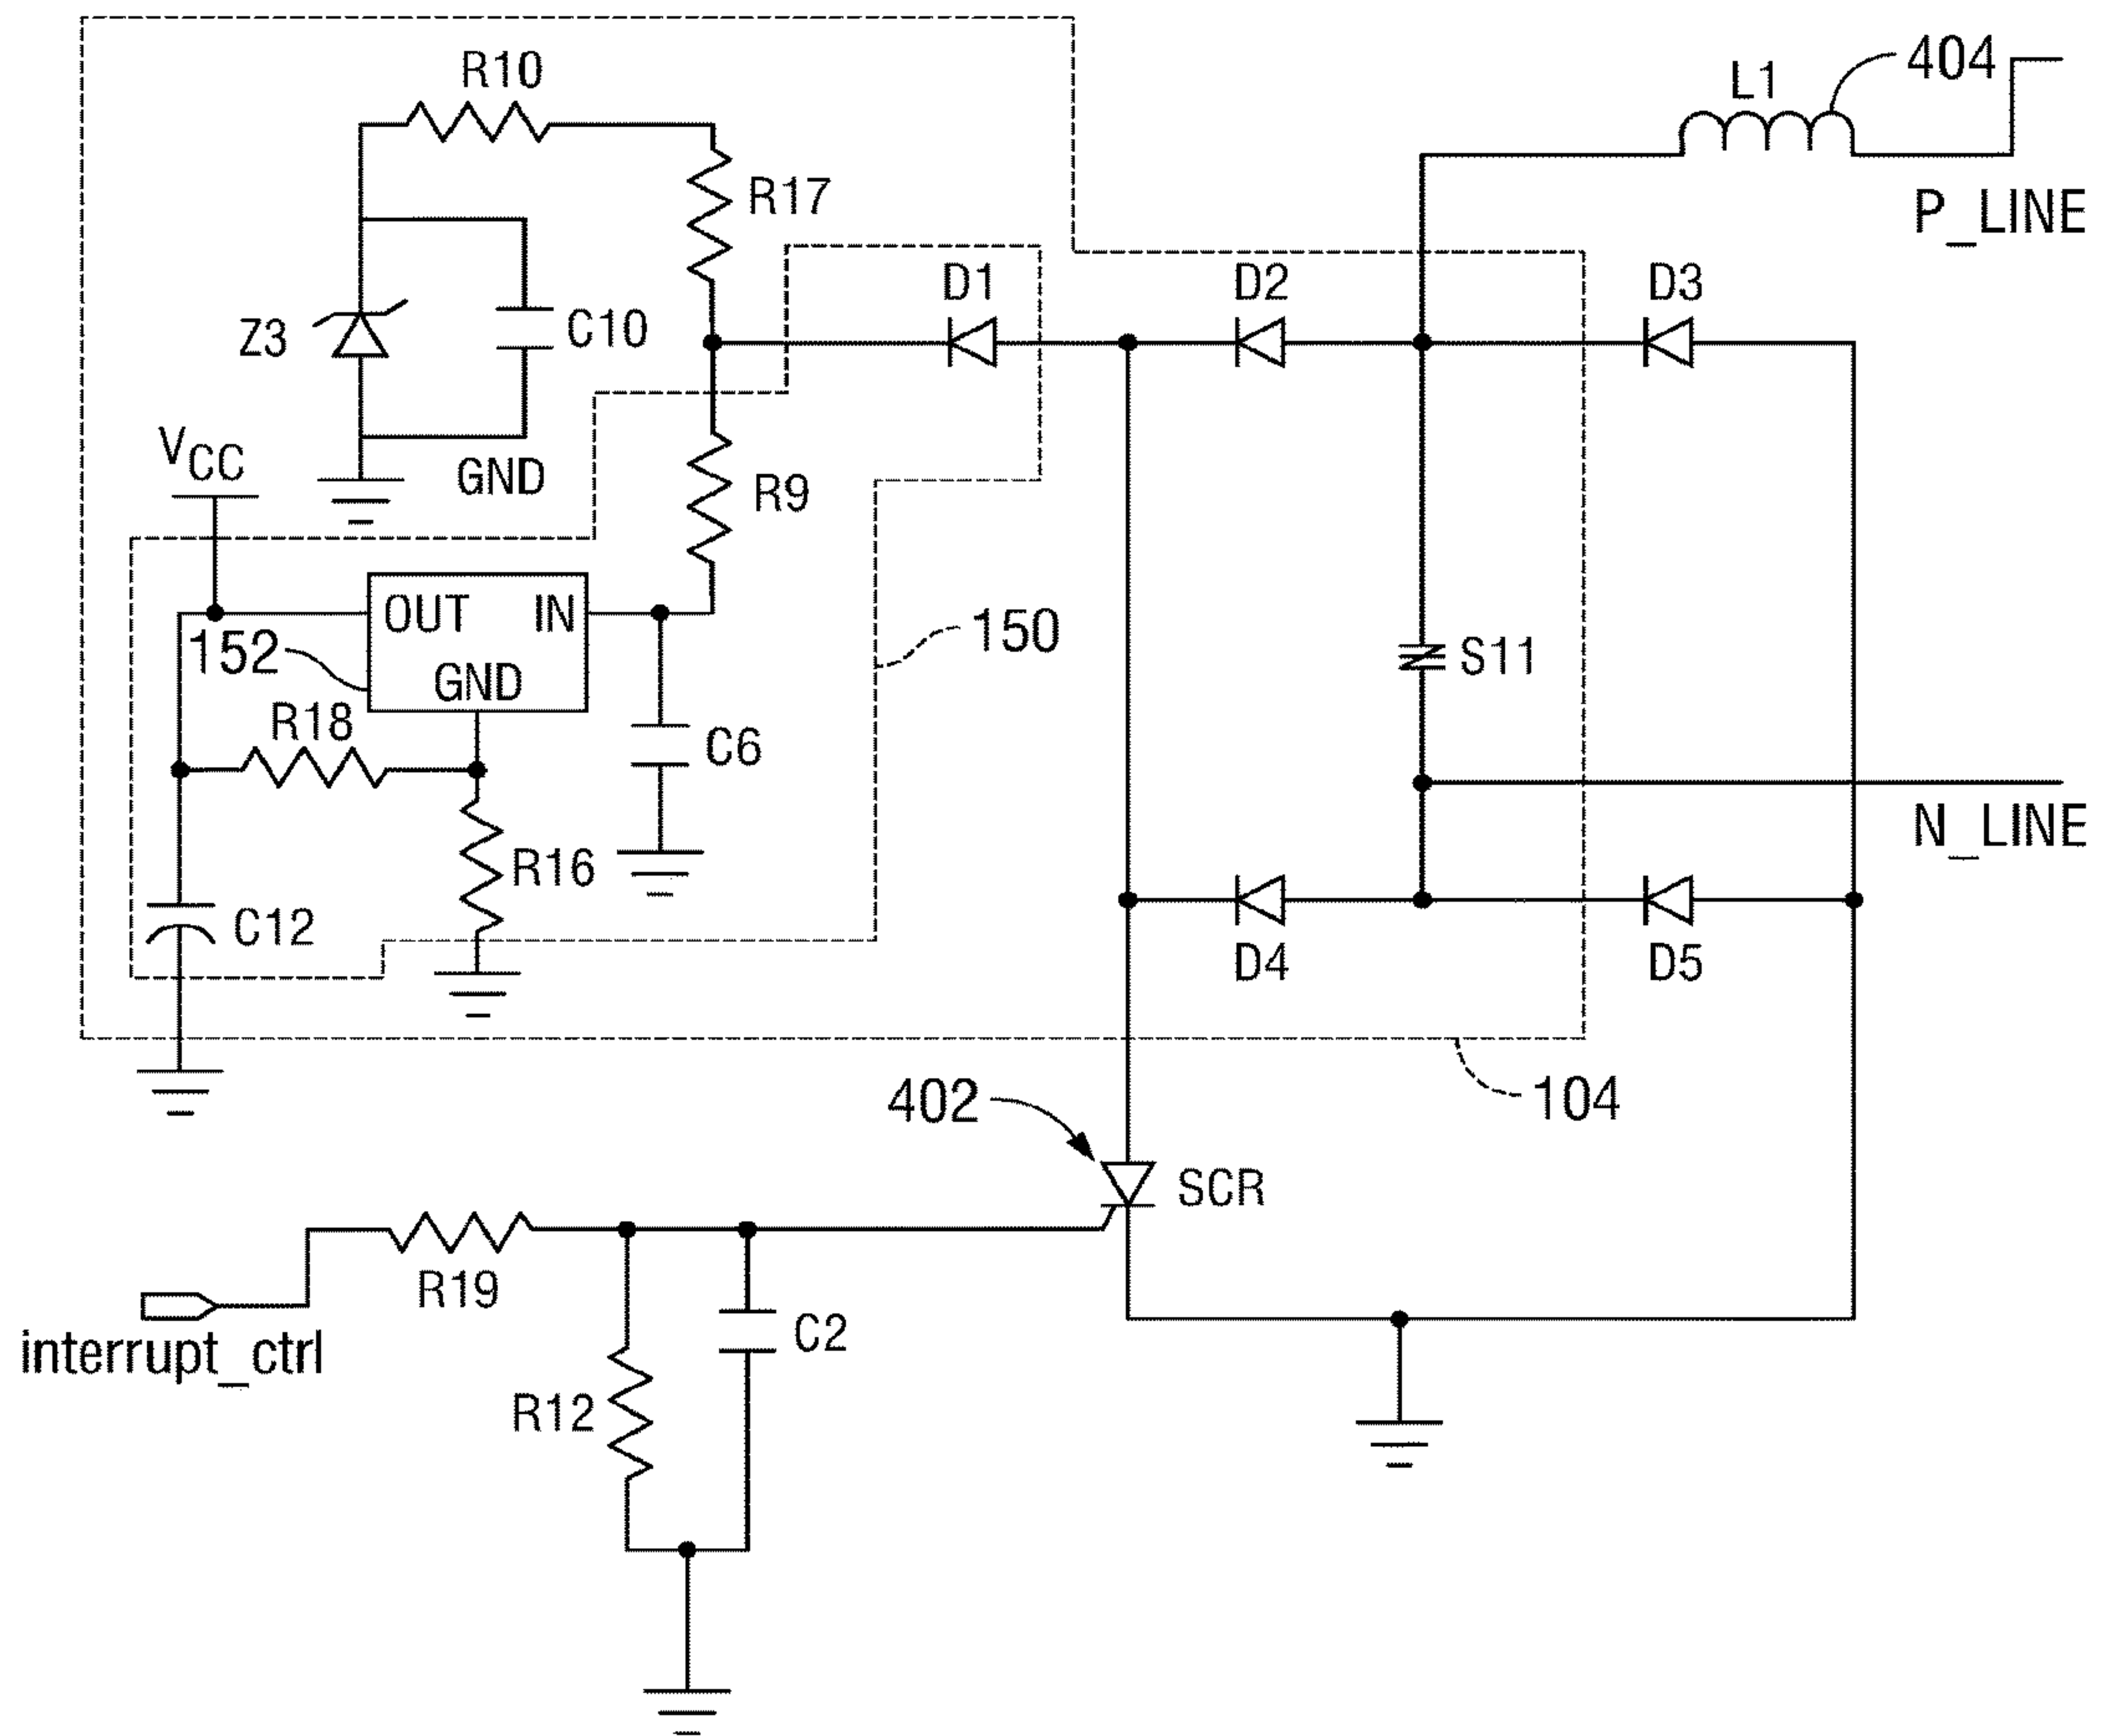 R10
L1
404
R17
P_LINE
D1
D2
D3
Z3
C10
VCC
GND
R9
OUT
IN
150
152
GND
S11
R18
C6
N_LINE
R16
C12
D4
D5
402
104
SCR
R19
C2
interrupt_ctrl
R12